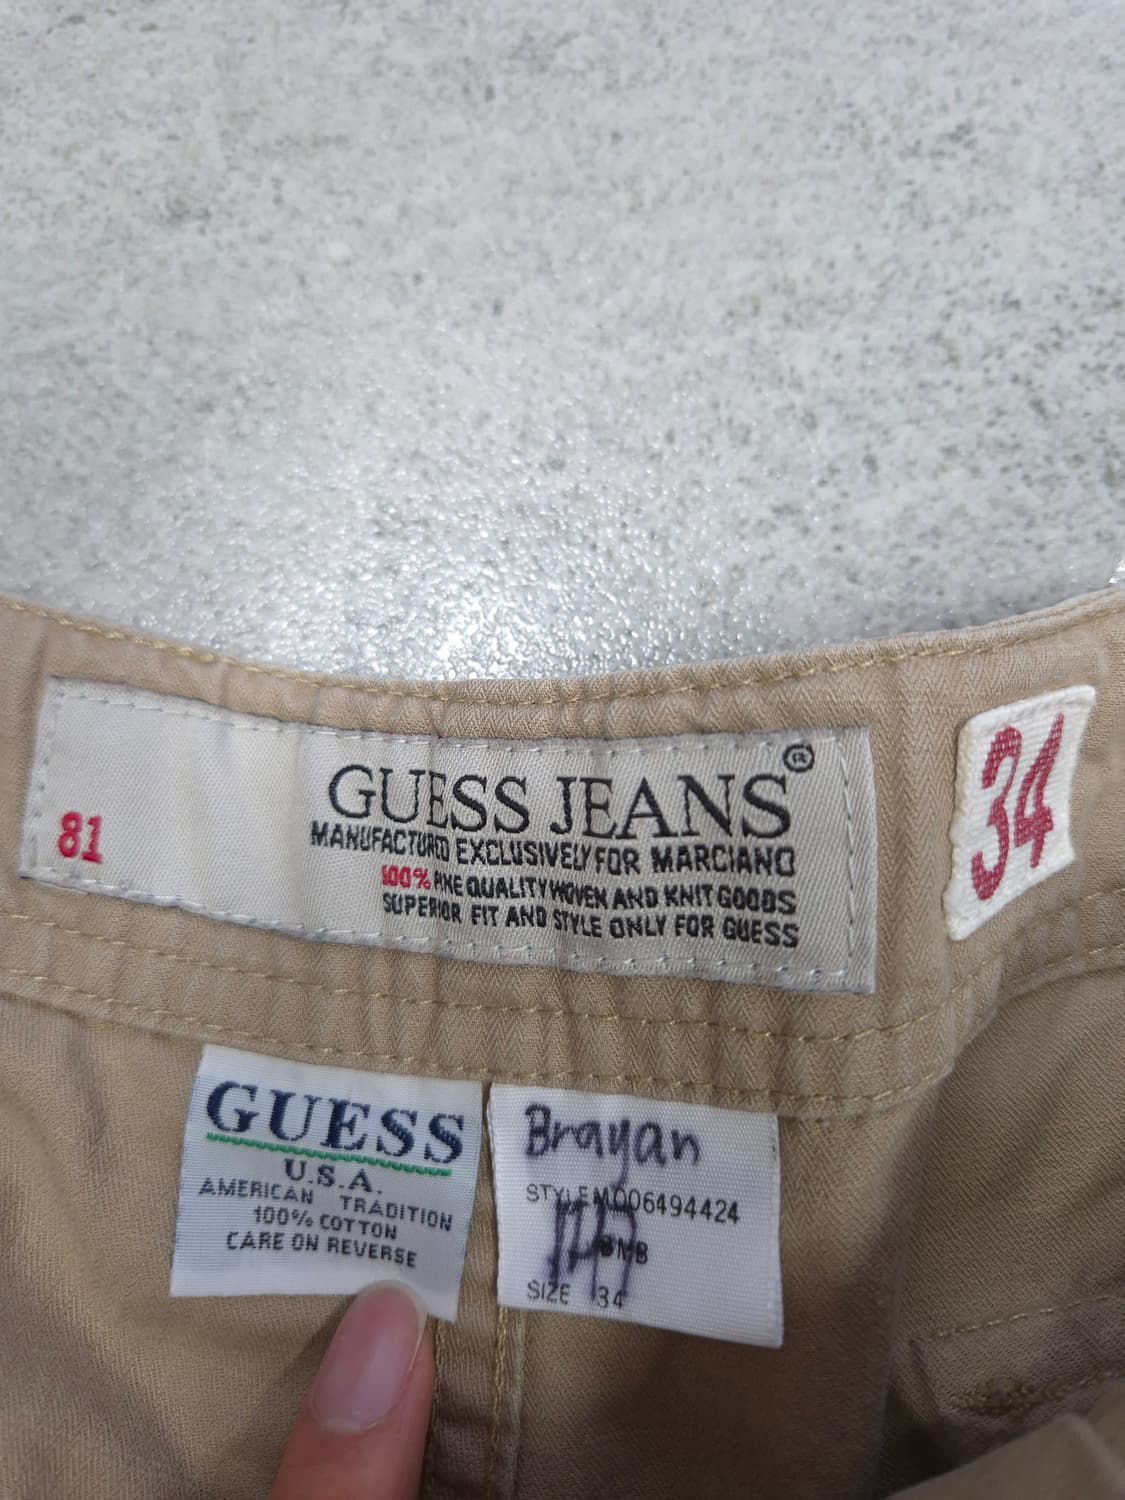 81
GUESS JEANS®
MANUFACTURED EXCLUSIVELY FOR MARCIANO
100% FINE QUALITY WOVEN AND KNIT GOODS
SUPERIOR FIT AND STYLE ONLY FOR GUESS
34
GUESS
U.S.A.
AMERICAN TRADITION
100% COTTON
CARE ON REVERSE
Brayan
STYLE M006494424
SIZE 34